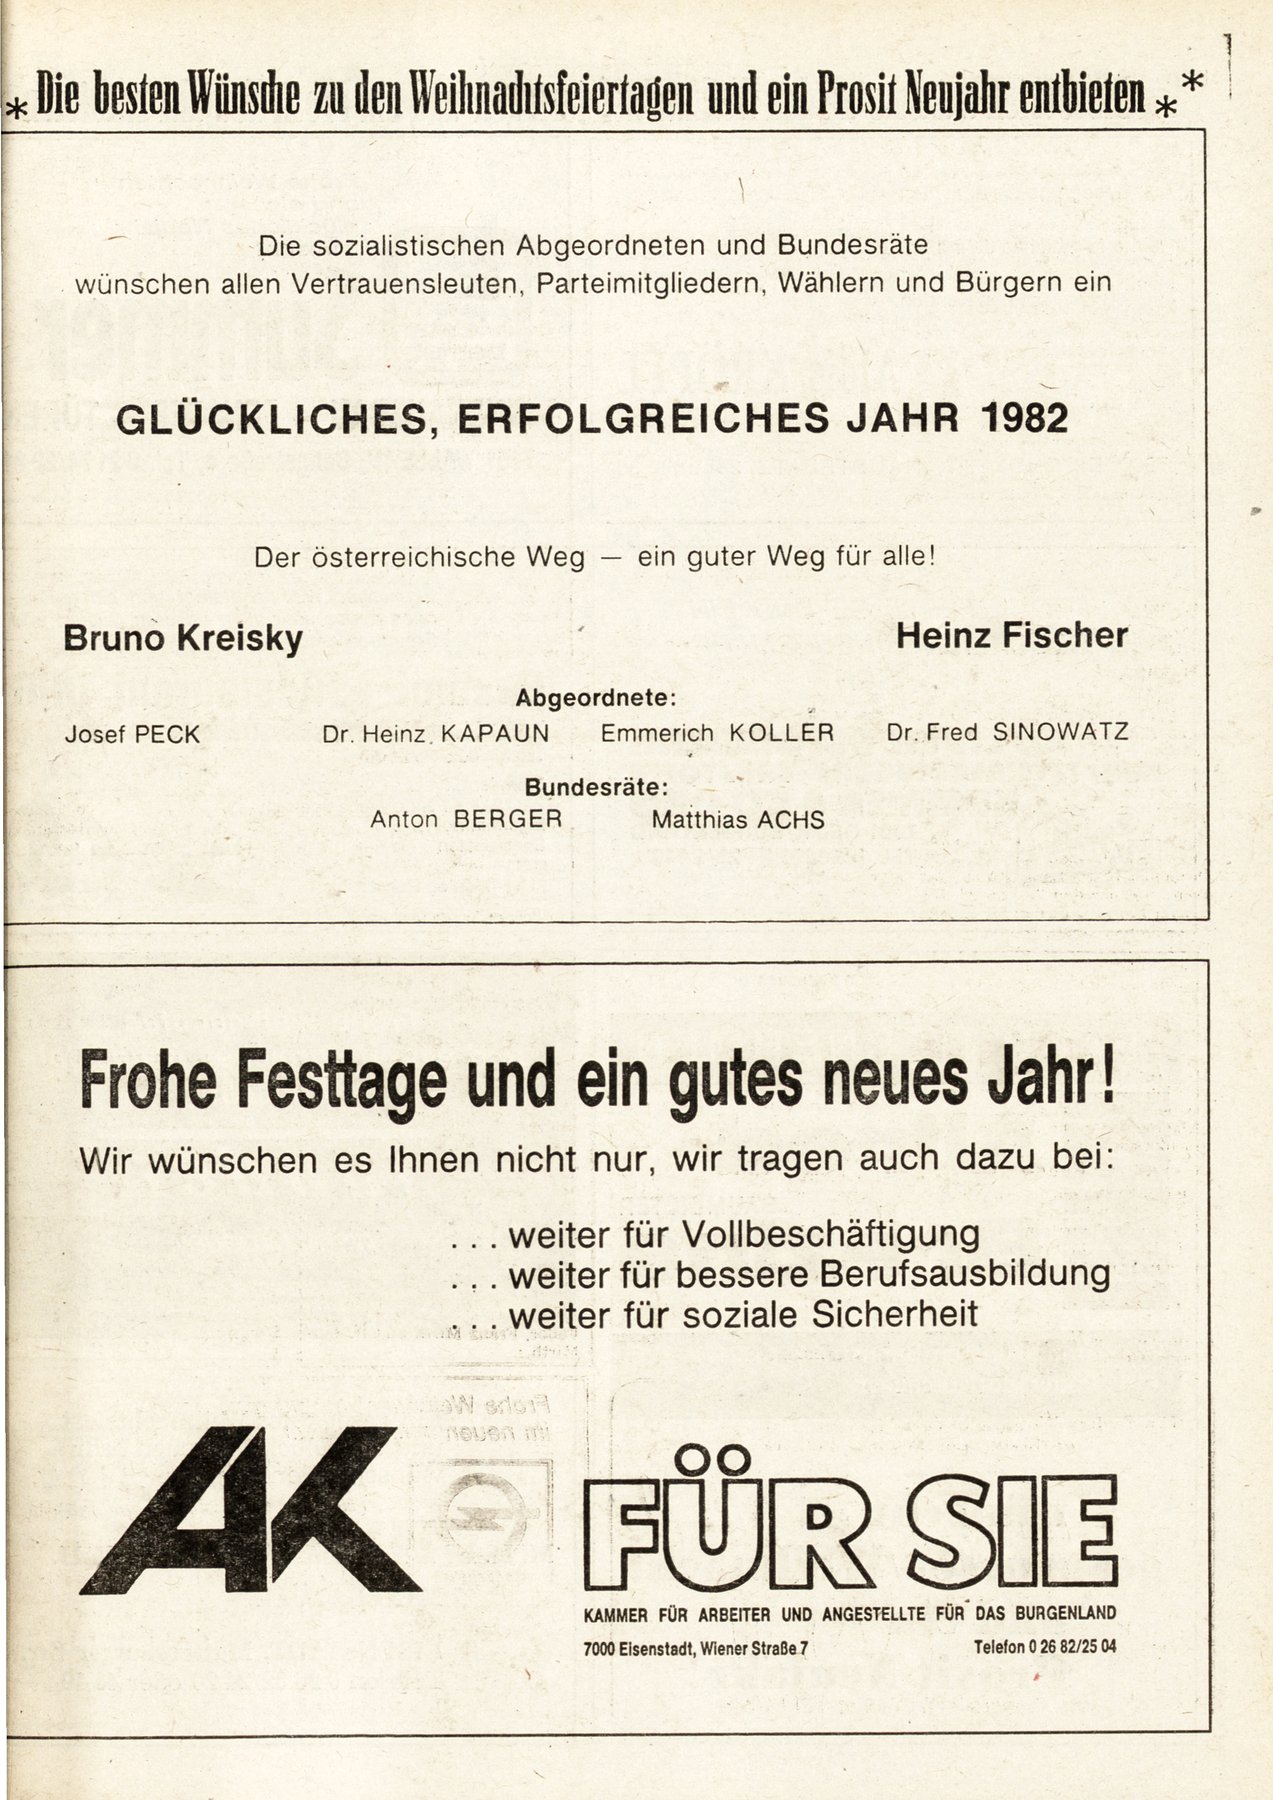 * Die besten Wünsche zu den Weihnachtsfeiertagen und ein Prosit Neujahr entbieten **
Die sozialistischen Abgeordneten und Bundesräte
wünschen allen Vertrauensleuten, Parteimitgliedern, Wählern und Bürgern ein
GLÜCKLICHES, ERFOLGREICHES JAHR 1982
Der österreichische Weg — ein guter Weg für alle!
Bruno Kreisky Heinz Fischer
Abgeordnete:
Josef PECK Dr. Heinz KAPAUN Emmerich KOLLER Dr. Fred SINOWATZ
Bundesräte:
Anton BERGER Matthias ACHS
Frohe Festtage und ein gutes neues Jahr!
Wir wünschen es Ihnen nicht nur, wir tragen auch dazu bei:
... weiter für Vollbeschäftigung
... weiter für bessere Berufsausbildung
... weiter für soziale Sicherheit
AK FÜR SIE
KAMMER FÜR ARBEITER UND ANGESTELLTE FÜR DAS BURGENLAND
7000 Eisenstadt, Wiener Straße 7 Telefon 0 26 82/25 04